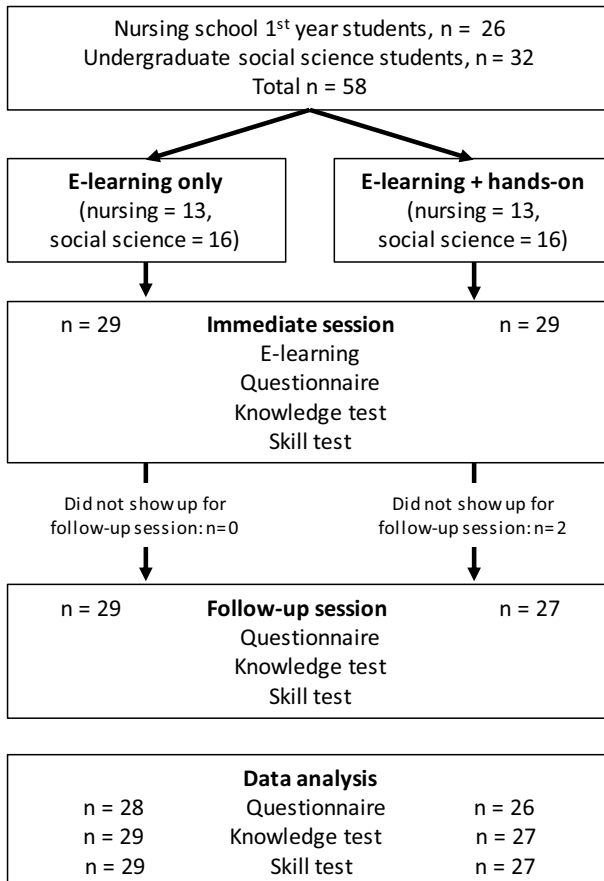 Nursing school 1st year students, n = 26
Undergraduate social science students, n = 32
Total n = 58
E-learning only
(nursing = 13,
social science = 16)
E-learning + hands-on
(nursing = 13,
social science = 16)
n = 29 Immediate session n = 29
E-learning
Questionnaire
Knowledge test
Skill test
Did not show up for
follow-up session: n=0
Did not show up for
follow-up session: n=2
n = 29 Follow-up session n = 27
Questionnaire
Knowledge test
Skill test
Data analysis
n = 28 Questionnaire n = 26
n = 29 Knowledge test n = 27
n = 29 Skill test n = 27